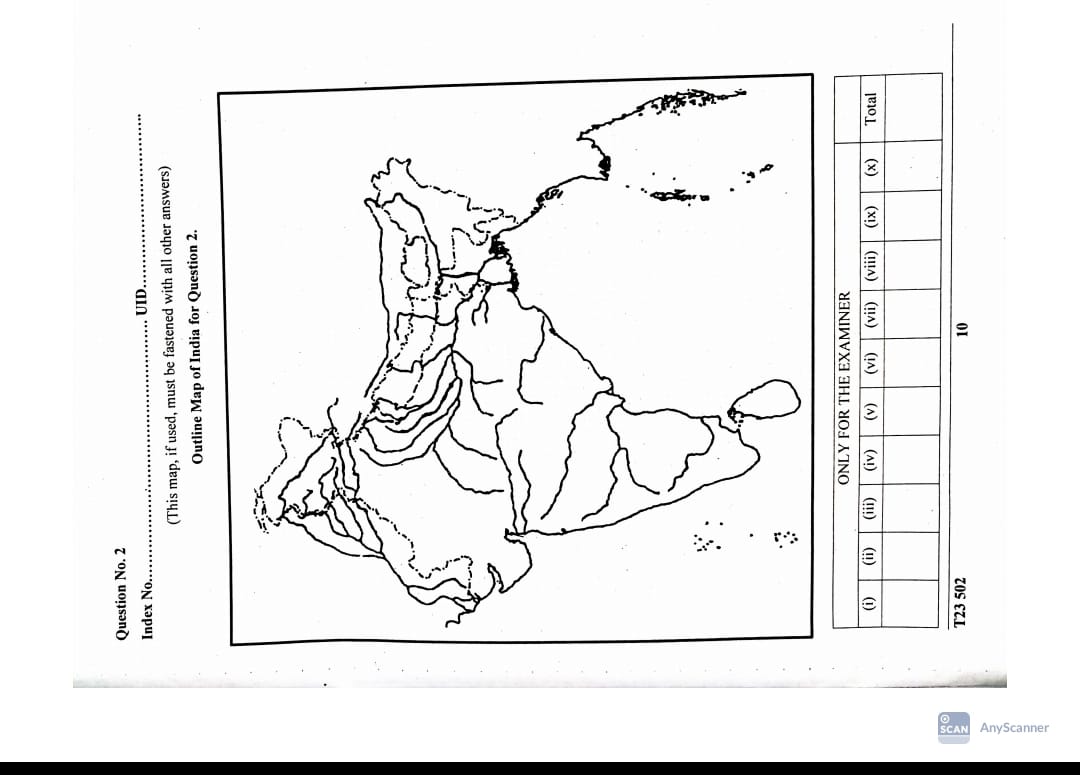 Question No. 2
Index No........................................................ UID....................................
(This map, if used, must be fastened with all other answers)
Outline Map of India for Question 2.
ONLY FOR THE EXAMINER
(i) (ii) (iii) (iv) (v) (vi) (vii) (viii) (ix) (x) Total
T23 502 10
SCAN AnyScanner